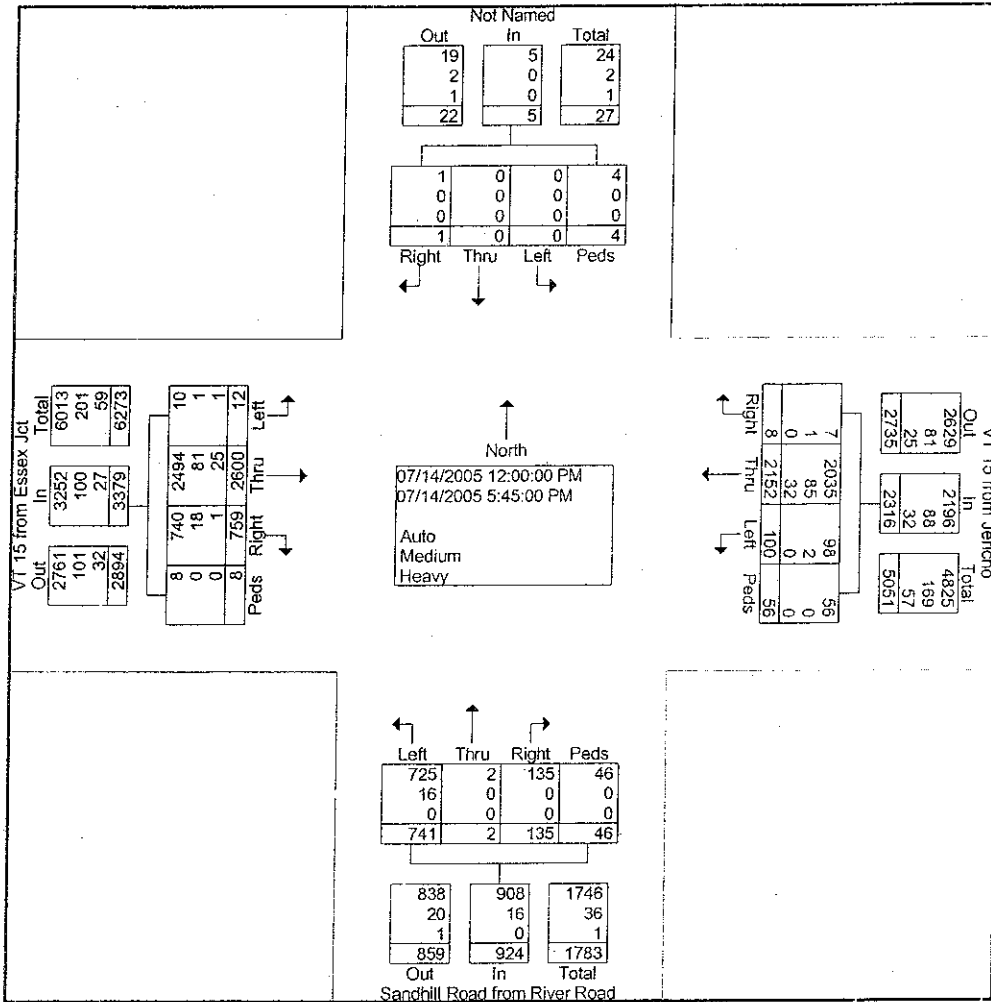 Not Named
Out In Total
19 5 24
2 0 2
1 0 1
22 5 27
1 0 0 4
0 0 0 0
0 0 0 0
1 0 0 4
Right Thru Left Peds
VT 15 from Essex Jct
Total In Out
6013 3252 2761
201 100 101
59 27 32
6273 3379 2894
Left Thru Right Peds
10 2494 740 8
1 81 18 0
1 25 1 0
12 2600 759 8
North
07/14/2005 12:00:00 PM
07/14/2005 5:45:00 PM
Auto
Medium
Heavy
VT 15 from Jericho
Out In Total
2629 2196 4825
81 88 169
25 32 57
2735 2316 5051
Right Thru Left Peds
7 2035 98 56
1 85 2 0
0 32 0 0
8 2152 100 56
Left Thru Right Peds
725 2 135 46
16 0 0 0
0 0 0 0
741 2 135 46
838 908 1746
20 16 36
1 0 1
859 924 1783
Out In Total
Sandhill Road from River Road